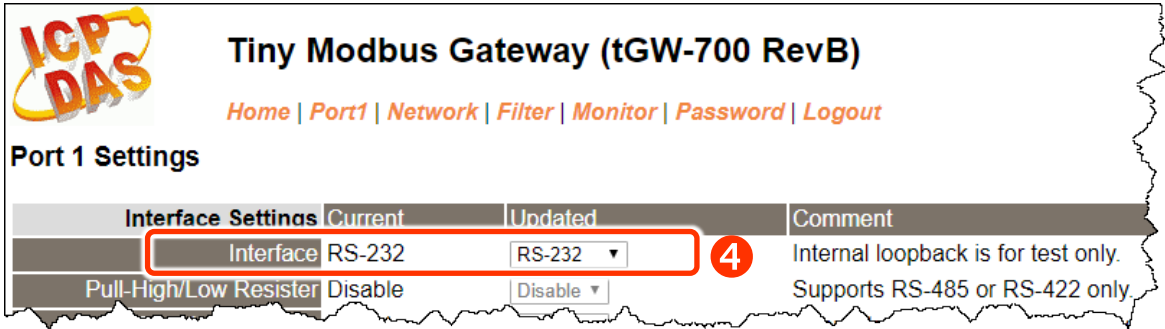 ICP
DAS
Tiny Modbus Gateway (tGW-700 RevB)
Home | Port1 | Network | Filter | Monitor | Password | Logout
Port 1 Settings
Interface Settings Current Updated Comment
Interface RS-232 RS-232 ▼ 4 Internal loopback is for test only.
Pull-High/Low Resister Disable Disable ▼ Supports RS-485 or RS-422 only.